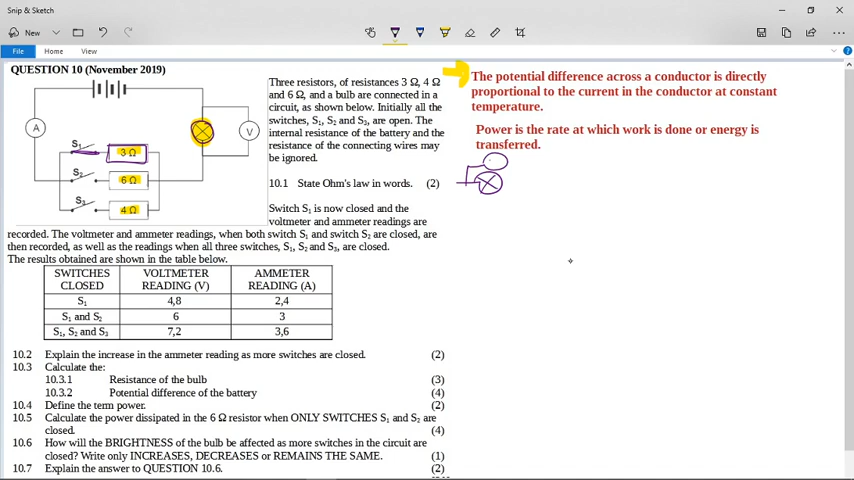 Snip & Sketch
New
File
Home
View
QUESTION 10 (November 2019)
A
V
S1
3 Ω
S2
6 Ω
S3
4 Ω
Three resistors, of resistances 3 Ω, 4 Ω
and 6 Ω, and a bulb are connected in a
circuit, as shown below. Initially all the
switches, S1, S2 and S3, are open. The
internal resistance of the battery and the
resistance of the connecting wires may
be ignored.
10.1 State Ohm's law in words. (2)
Switch S1 is now closed and the
voltmeter and ammeter readings are
recorded. The voltmeter and ammeter readings, when both switch S1 and switch S2 are closed, are
then recorded, as well as the readings when all three switches, S1, S2 and S3, are closed.
The results obtained are shown in the table below.
SWITCHES CLOSED VOLTMETER READING (V) AMMETER READING (A)
S1 4,8 2,4
S1 and S2 6 3
S1, S2 and S3 7,2 3,6
10.2 Explain the increase in the ammeter reading as more switches are closed. (2)
10.3 Calculate the:
10.3.1 Resistance of the bulb (3)
10.3.2 Potential difference of the battery (4)
10.4 Define the term power. (2)
10.5 Calculate the power dissipated in the 6 Ω resistor when ONLY SWITCHES S1 and S2 are
closed. (4)
10.6 How will the BRIGHTNESS of the bulb be affected as more switches in the circuit are
closed? Write only INCREASES, DECREASES or REMAINS THE SAME. (1)
10.7 Explain the answer to QUESTION 10.6. (2)
The potential difference across a conductor is directly
proportional to the current in the conductor at constant
temperature.
Power is the rate at which work is done or energy is
transferred.